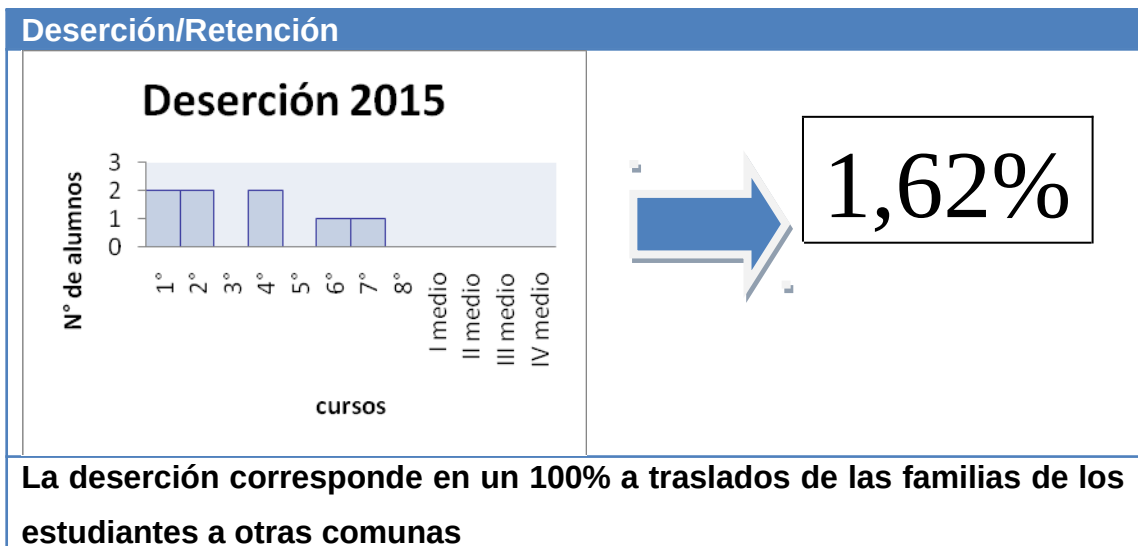 Deserción/Retención
Deserción 2015
N° de alumnos
3
2
1
0
1°
2°
3°
4°
5°
6°
7°
8°
I medio
II medio
III medio
IV medio
cursos
1,62%
La deserción corresponde en un 100% a traslados de las familias de los
estudiantes a otras comunas